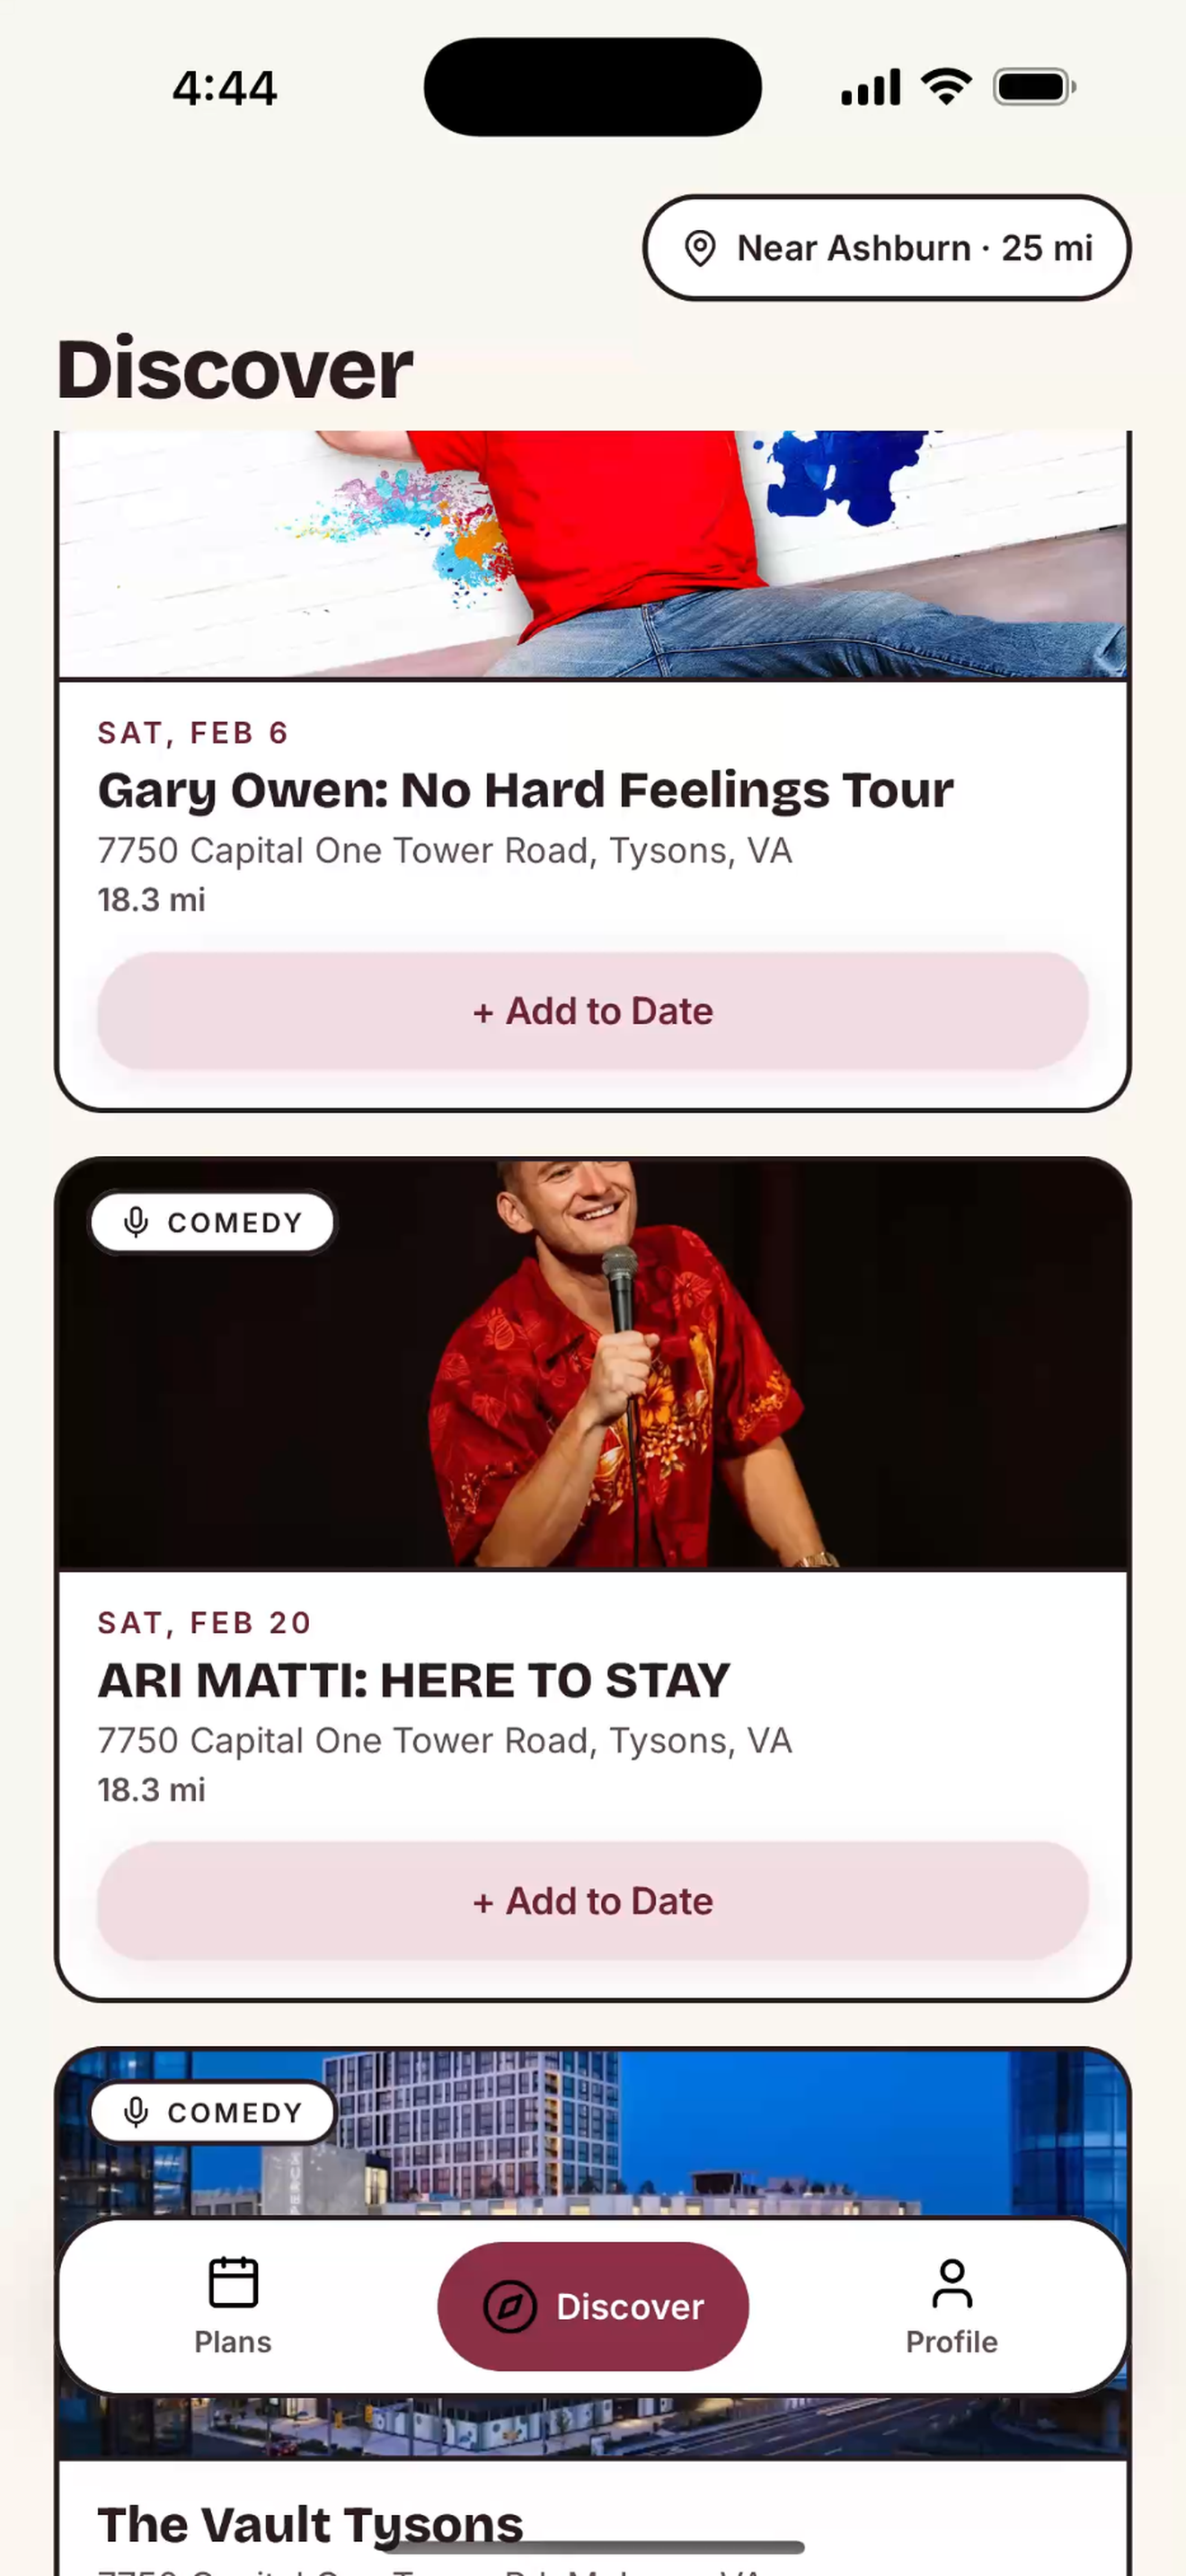 4:44
Near Ashburn · 25 mi
Discover
SAT, FEB 6
Gary Owen: No Hard Feelings Tour
7750 Capital One Tower Road, Tysons, VA
18.3 mi
+ Add to Date
COMEDY
SAT, FEB 20
ARI MATTI: HERE TO STAY
7750 Capital One Tower Road, Tysons, VA
18.3 mi
+ Add to Date
COMEDY
Plans
Discover
Profile
The Vault Tysons